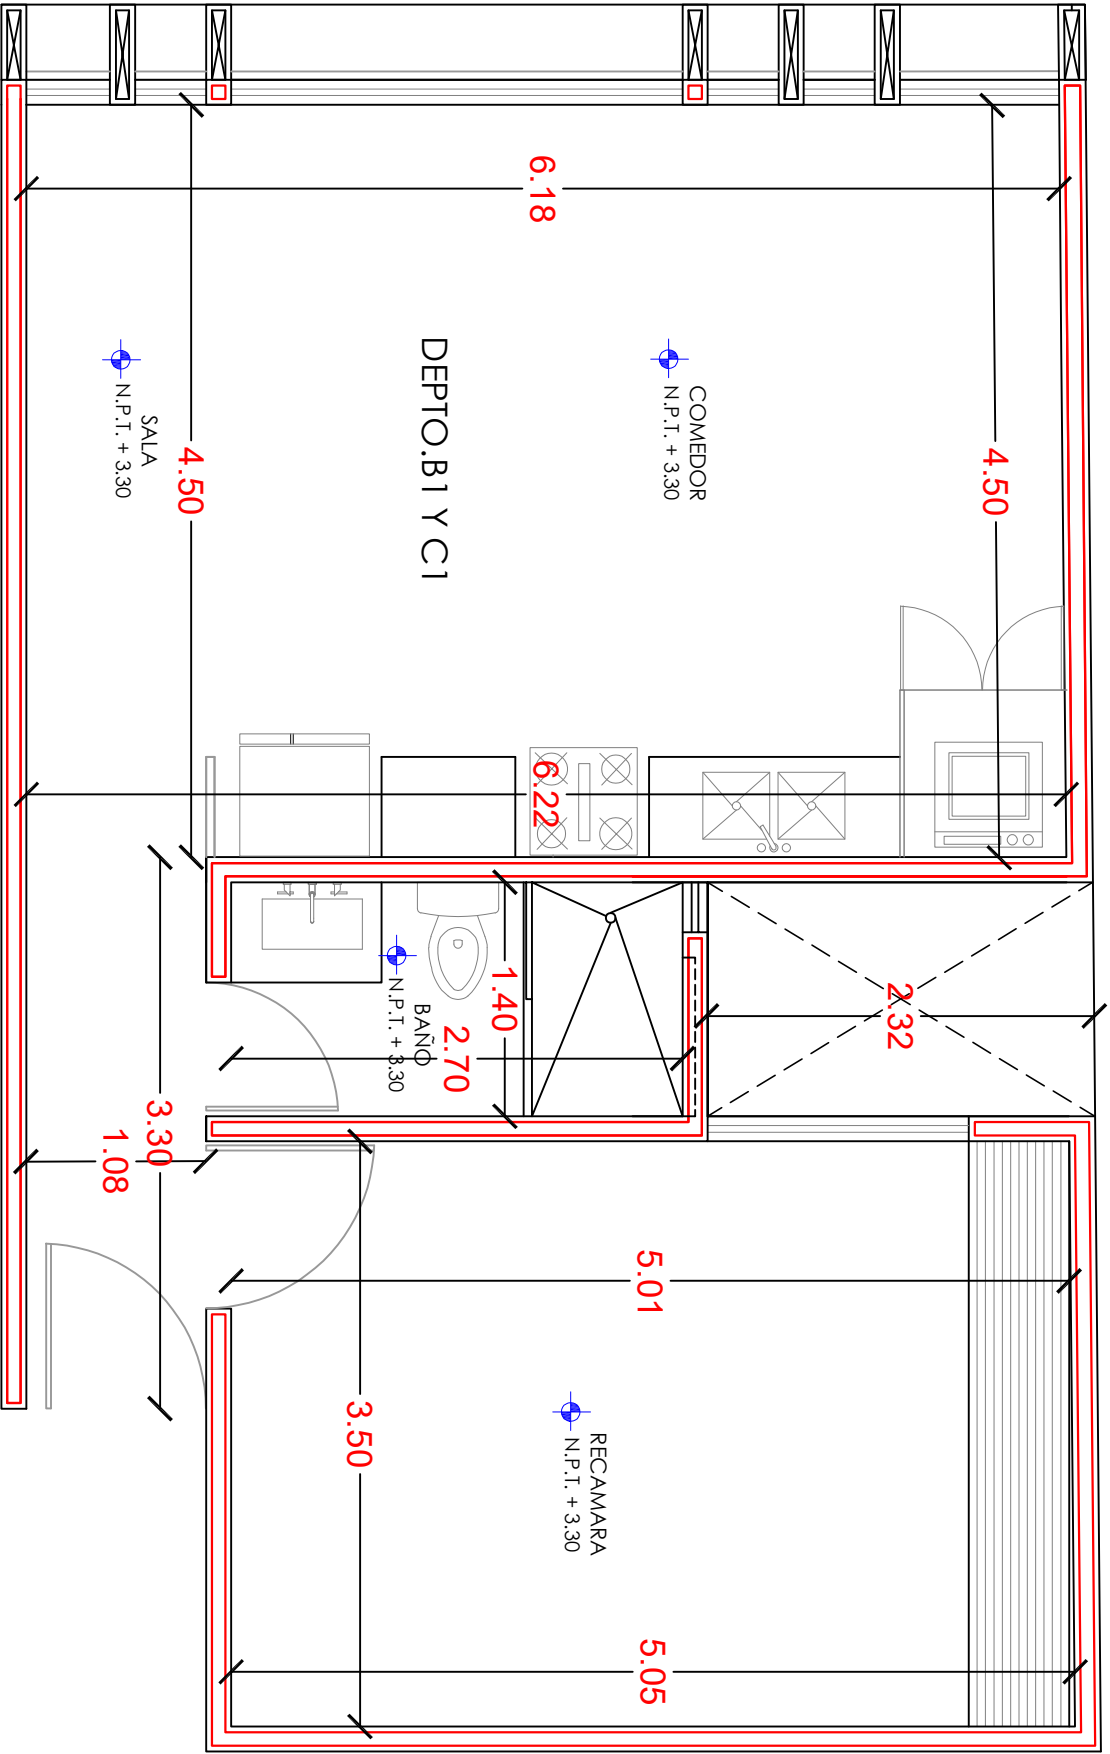 6.18
4.50
4.50
COMEDOR
N.P.T. + 3.30
DEPTO.B1 Y C1
SALA
N.P.T. + 3.30
6.22
2.32
1.40
2.70
BAÑO
N.P.T. + 3.30
3.30
1.08
5.01
3.50
RECAMARA
N.P.T. + 3.30
5.05